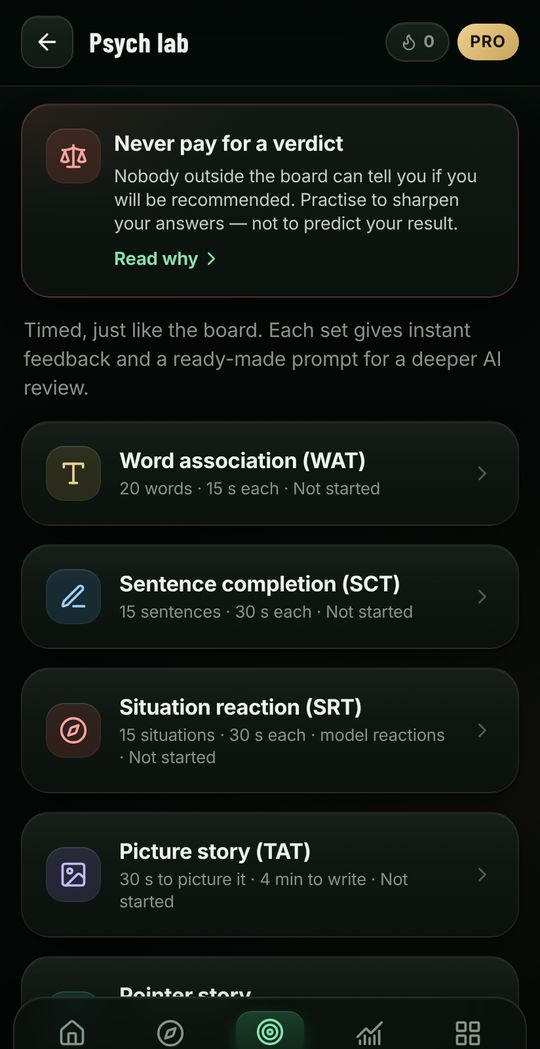 Psych lab
0
PRO
Never pay for a verdict
Nobody outside the board can tell you if you
will be recommended. Practise to sharpen
your answers — not to predict your result.
Read why
Timed, just like the board. Each set gives instant
feedback and a ready-made prompt for a deeper AI
review.
Word association (WAT)
20 words · 15 s each · Not started
Sentence completion (SCT)
15 sentences · 30 s each · Not started
Situation reaction (SRT)
15 situations · 30 s each · model reactions
· Not started
Picture story (TAT)
30 s to picture it · 4 min to write · Not
started
Pointer story